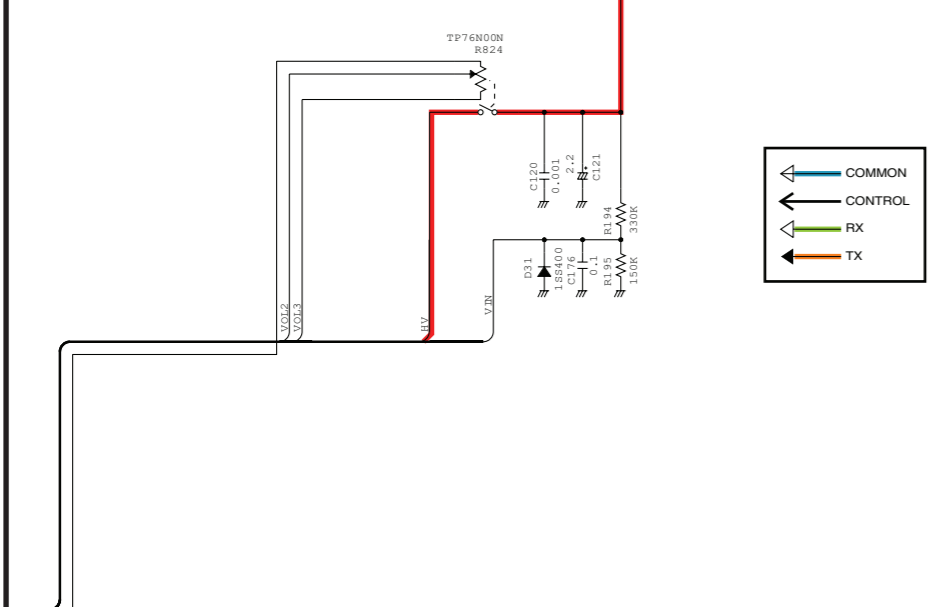 TP76N00N
R824
C120
0.001
2.2
C121
R194
330K
D31
1SS400
C176
0.1
R195
150K
VOL2
VOL3
HV
VIN
COMMON
CONTROL
RX
TX